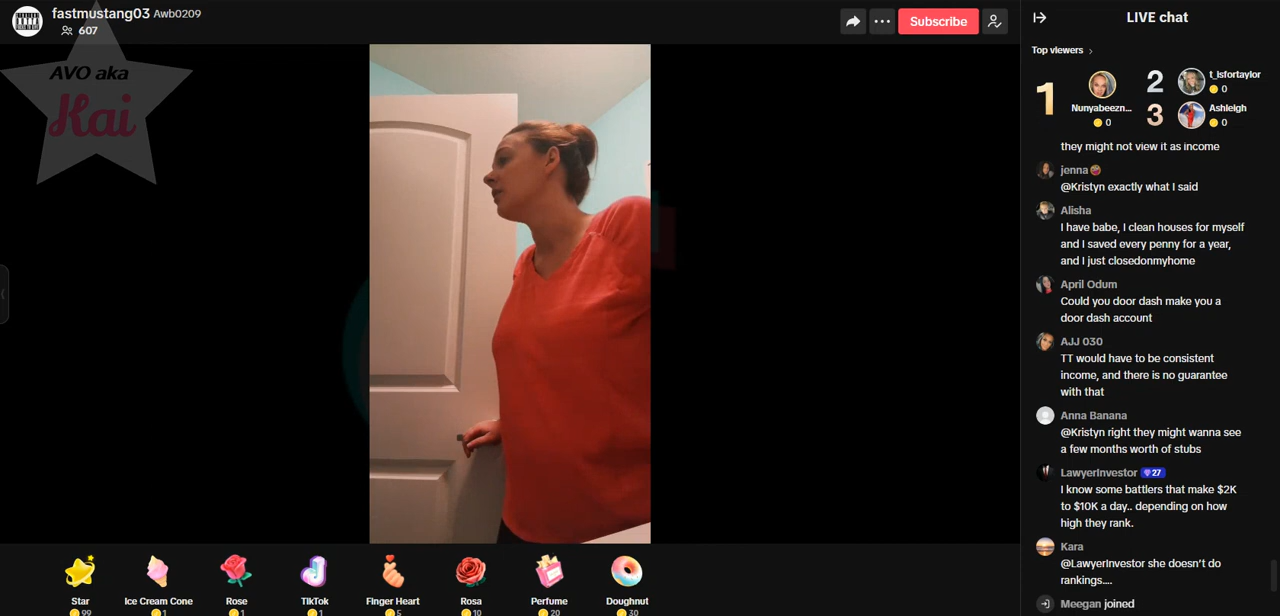 fastmustang03 Awb0209
607
Subscribe
AVO aka
Kai
LIVE chat
Top viewers
1
Nunyabeezn...
0
2
t_isfortaylor
0
3
Ashleigh
0
they might not view it as income
jenna
@Kristyn exactly what I said
Alisha
I have babe, I clean houses for myself
and I saved every penny for a year,
and I just closedonmyhome
April Odum
Could you door dash make you a
door dash account
AJJ 030
TT would have to be consistent
income, and there is no guarantee
with that
Anna Banana
@Kristyn right they might wanna see
a few months worth of stubs
LawyerInvestor 27
I know some battlers that make $2K
to $10K a day.. depending on how
high they rank.
Kara
@LawyerInvestor she doesn't do
rankings....
Meegan joined
Star
99
Ice Cream Cone
1
Rose
1
TikTok
1
Finger Heart
5
Rosa
10
Perfume
20
Doughnut
30